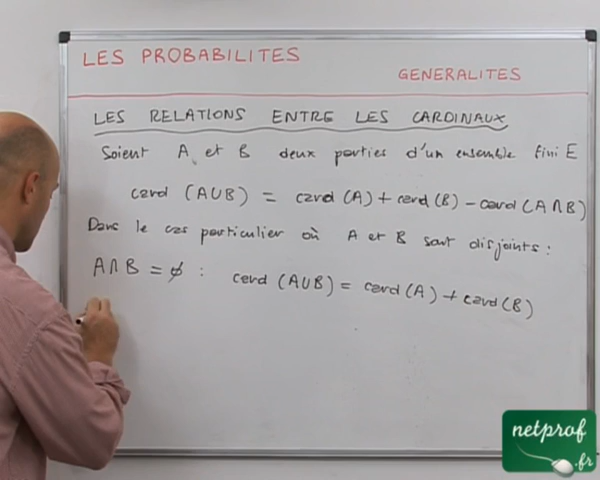 LES PROBABILITES
GENERALITES
LES RELATIONS ENTRE LES CARDINAUX
Soient A et B deux parties d'un ensemble fini E
card (A∪B) = card (A) + card (B) - card (A∩B)
Dans le cas particulier où A et B sont disjoints :
A∩B = ∅ : card (A∪B) = card (A) + card (B)
netprof
.fr